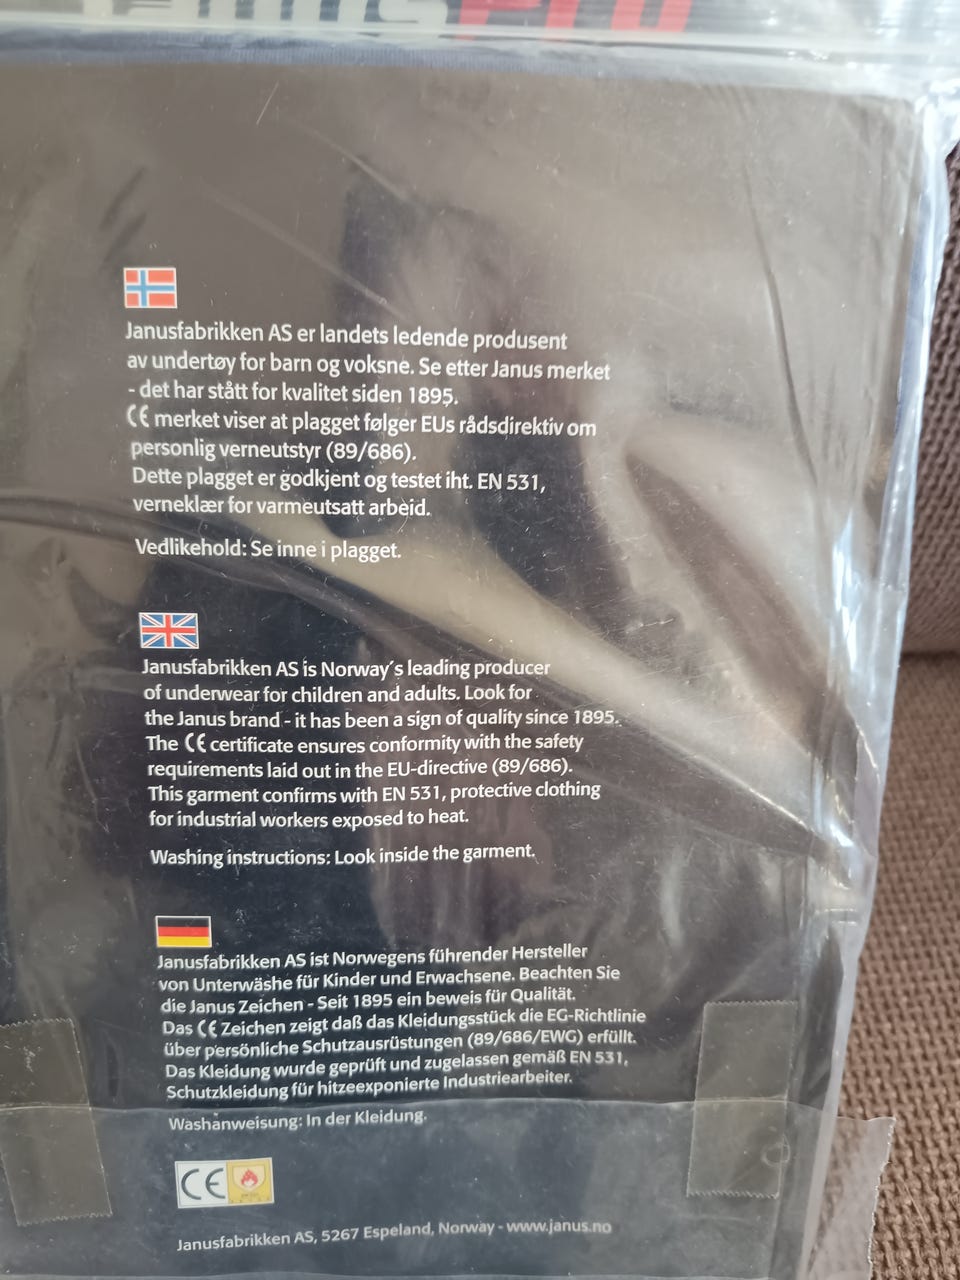 Janusfabrikken AS er landets ledende produsent
av undertøy for barn og voksne. Se etter Janus merket
- det har stått for kvalitet siden 1895.
CE merket viser at plagget følger EUs rådsdirektiv om
personlig verneutstyr (89/686).
Dette plagget er godkjent og testet iht. EN 531,
verneklær for varmeutsatt arbeid.
Vedlikehold: Se inne i plagget.
Janusfabrikken AS is Norway´s leading producer
of underwear for children and adults. Look for
the Janus brand - it has been a sign of quality since 1895.
The CE certificate ensures conformity with the safety
requirements laid out in the EU-directive (89/686).
This garment confirms with EN 531, protective clothing
for industrial workers exposed to heat.
Washing instructions: Look inside the garment.
Janusfabrikken AS ist Norwegens führender Hersteller
von Unterwäshe für Kinder und Erwachsene. Beachten Sie
die Janus Zeichen - Seit 1895 ein beweis für Qualität.
Das CE Zeichen zeigt daß das Kleidungsstück die EG-Richtlinie
über persönliche Schutzausrüstungen (89/686/EWG) erfüllt.
Das Kleidung wurde geprüft und zugelassen gemäß EN 531,
Schutzkleidung für hitzeexponierte Industriearbeiter.
Washanweisung: In der Kleidung.
CE
Janusfabrikken AS, 5267 Espeland, Norway - www.janus.no